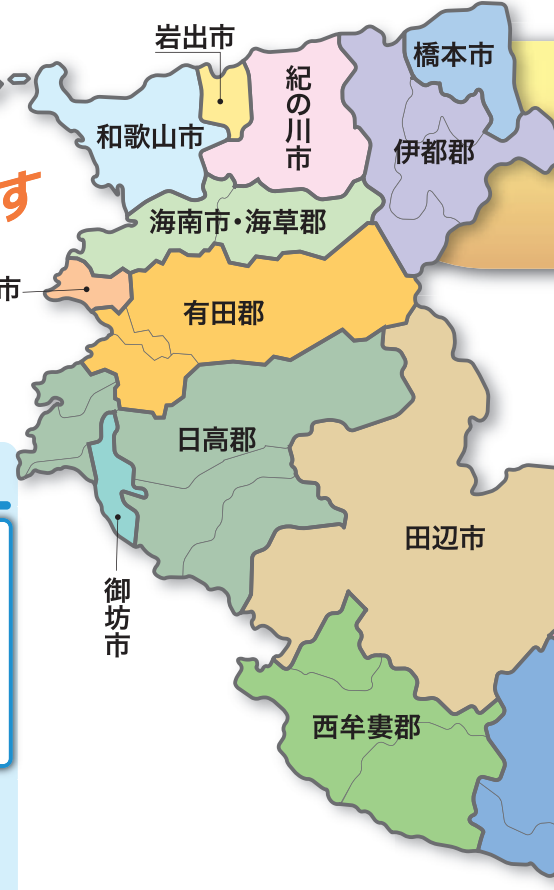 岩出市
橋本市
紀の川市
和歌山市
伊都郡
す
海南市・海草郡
市
有田郡
日高郡
田辺市
御坊市
西牟婁郡